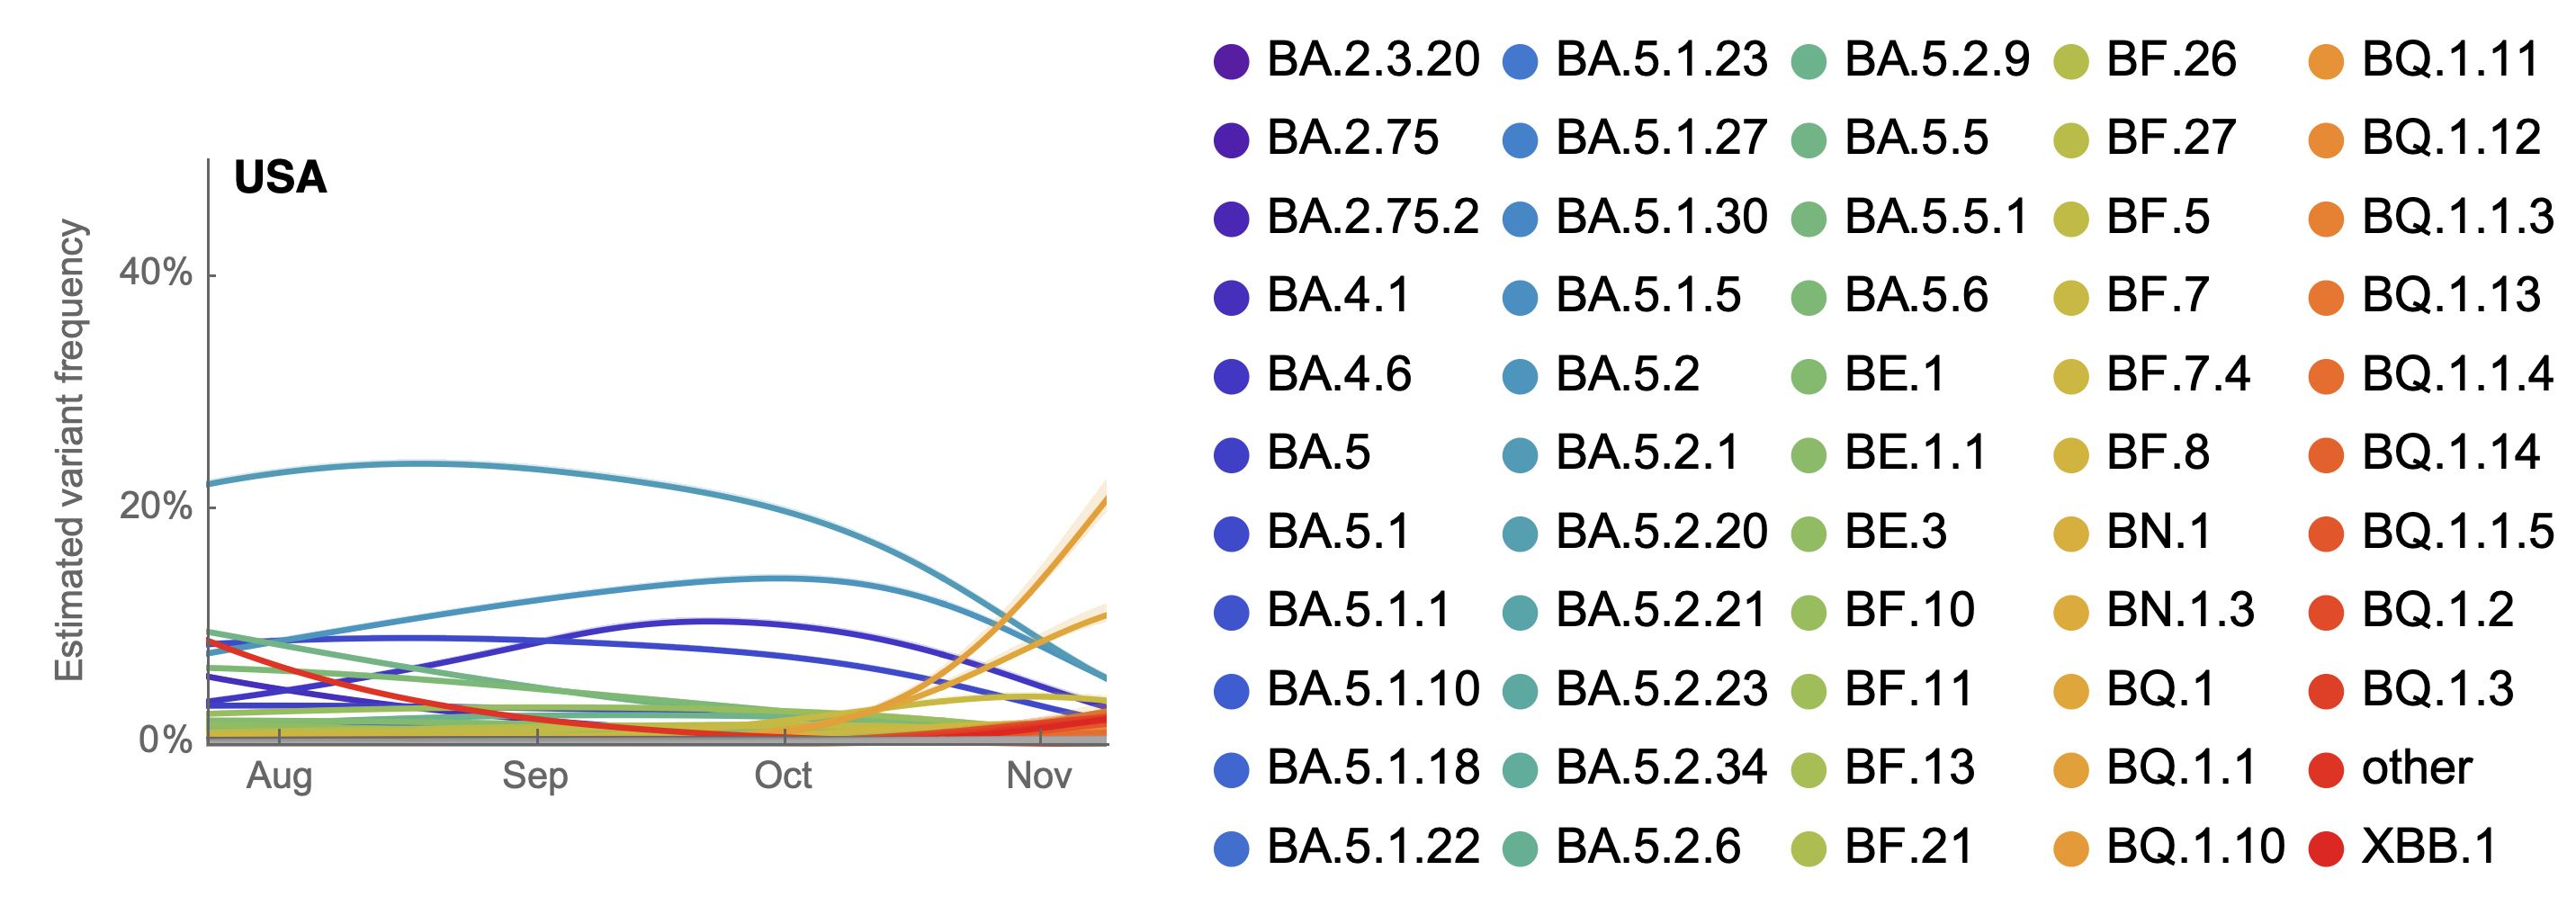 USA
Estimated variant frequency
40%
20%
0%
Aug Sep Oct Nov
BA.2.3.20 BA.5.1.23 BA.5.2.9 BF.26 BQ.1.11
BA.2.75 BA.5.1.27 BA.5.5 BF.27 BQ.1.12
BA.2.75.2 BA.5.1.30 BA.5.5.1 BF.5 BQ.1.1.3
BA.4.1 BA.5.1.5 BA.5.6 BF.7 BQ.1.13
BA.4.6 BA.5.2 BE.1 BF.7.4 BQ.1.1.4
BA.5 BA.5.2.1 BE.1.1 BF.8 BQ.1.14
BA.5.1 BA.5.2.20 BE.3 BN.1 BQ.1.1.5
BA.5.1.1 BA.5.2.21 BF.10 BN.1.3 BQ.1.2
BA.5.1.10 BA.5.2.23 BF.11 BQ.1 BQ.1.3
BA.5.1.18 BA.5.2.34 BF.13 BQ.1.1 other
BA.5.1.22 BA.5.2.6 BF.21 BQ.1.10 XBB.1